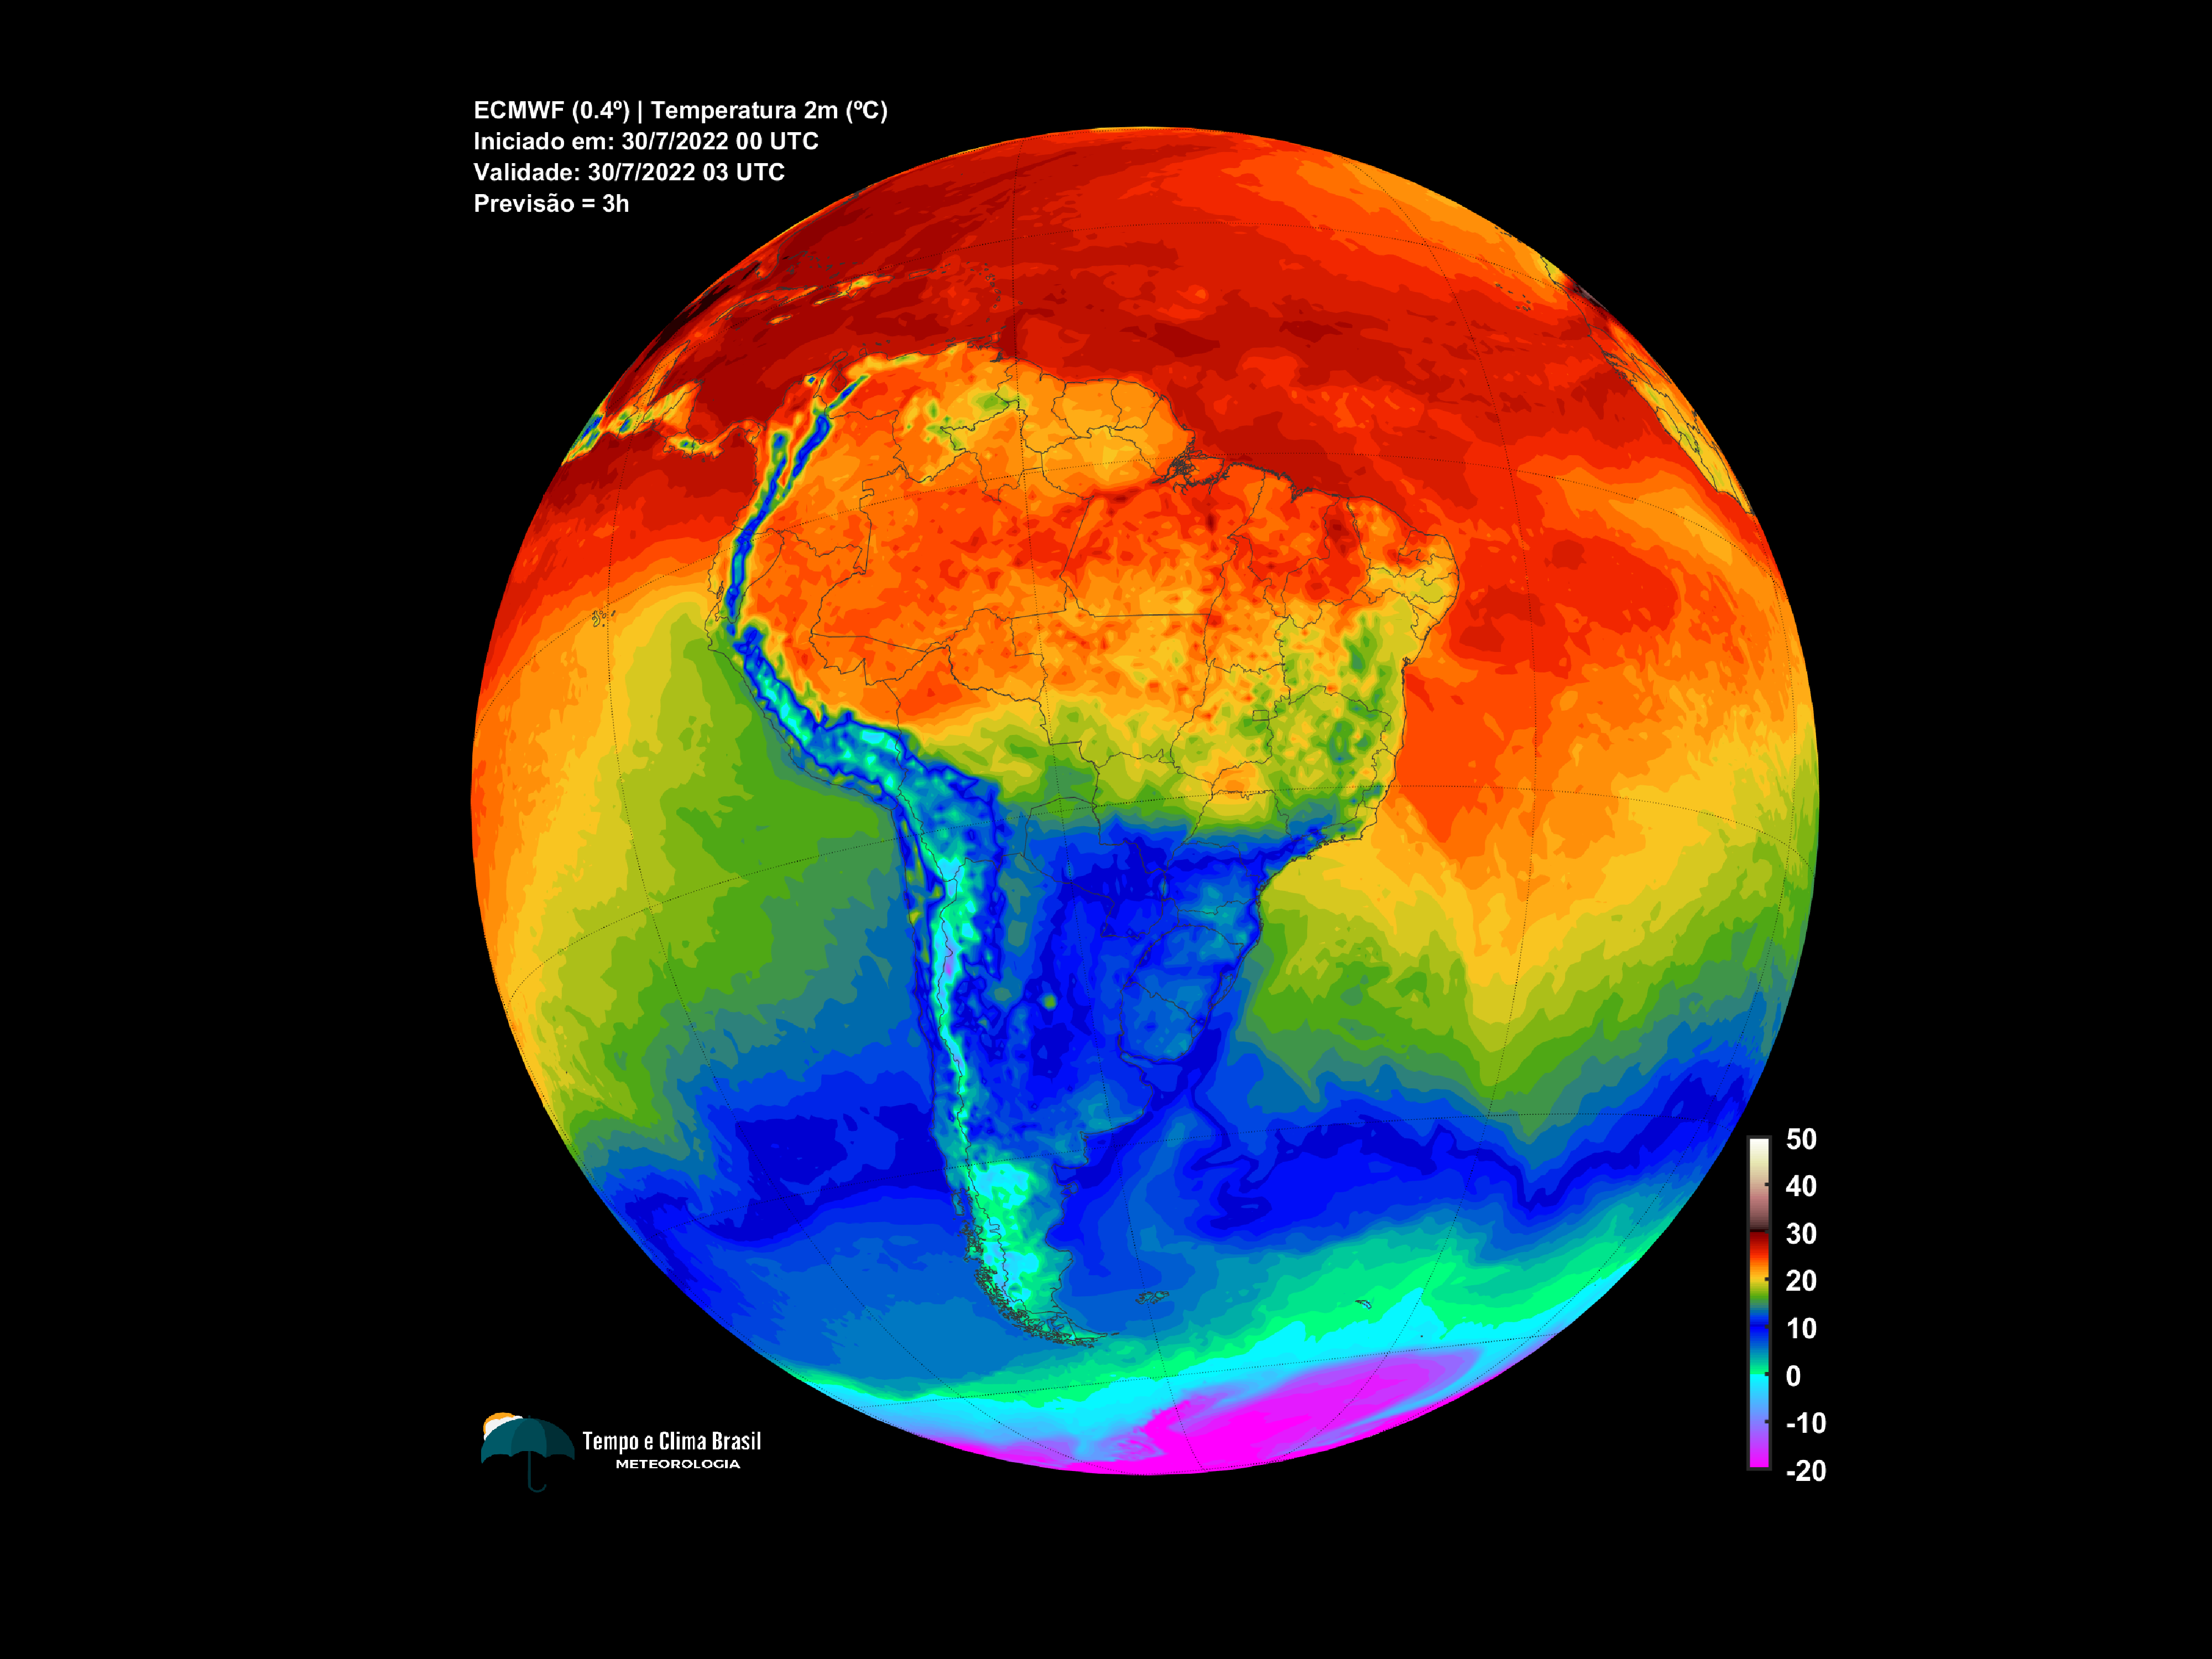 ECMWF (0.4º) | Temperatura 2m (ºC)
Iniciado em: 30/7/2022 00 UTC
Validade: 30/7/2022 03 UTC
Previsão = 3h
50
40
30
20
10
0
-10
-20
Tempo e Clima Brasil
METEOROLOGIA